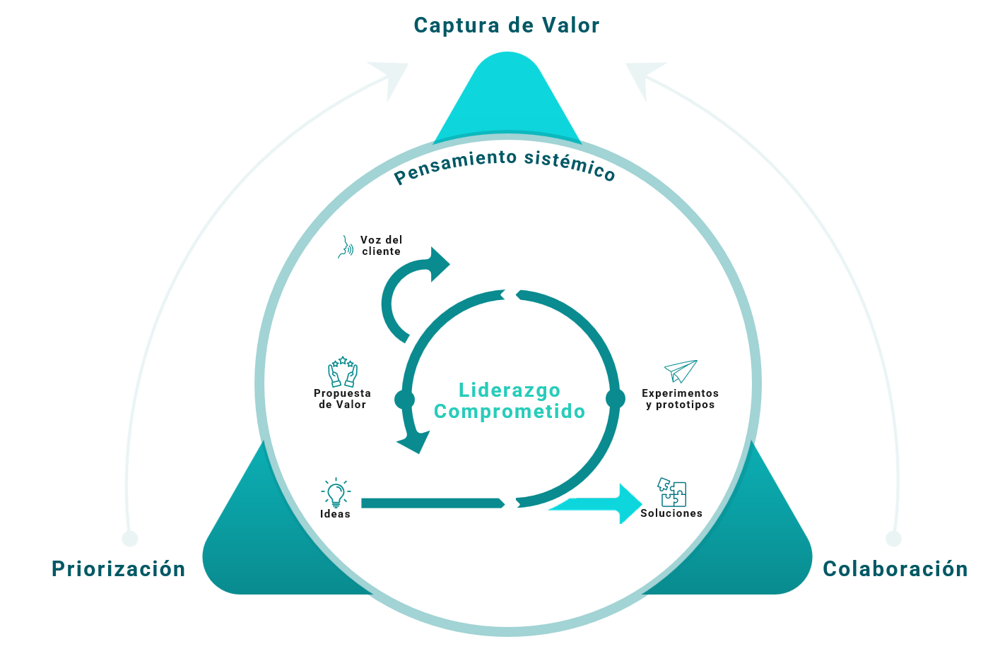 Captura de Valor
Pensamiento sistémico
Voz del
cliente
Propuesta
de Valor
Liderazgo
Comprometido
Experimentos
y prototipos
Ideas
Soluciones
Priorización
Colaboración